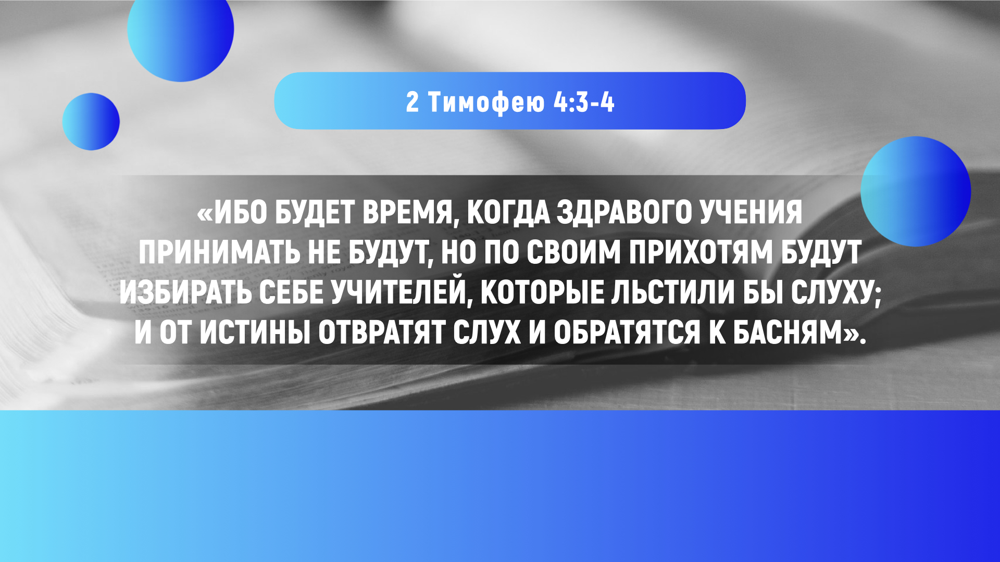 2 Тимофею 4:3-4
«ИБО БУДЕТ ВРЕМЯ, КОГДА ЗДРАВОГО УЧЕНИЯ
ПРИНИМАТЬ НЕ БУДУТ, НО ПО СВОИМ ПРИХОТЯМ БУДУТ
ИЗБИРАТЬ СЕБЕ УЧИТЕЛЕЙ, КОТОРЫЕ ЛЬСТИЛИ БЫ СЛУХУ;
И ОТ ИСТИНЫ ОТВРАТЯТ СЛУХ И ОБРАТЯТСЯ К БАСНЯМ».